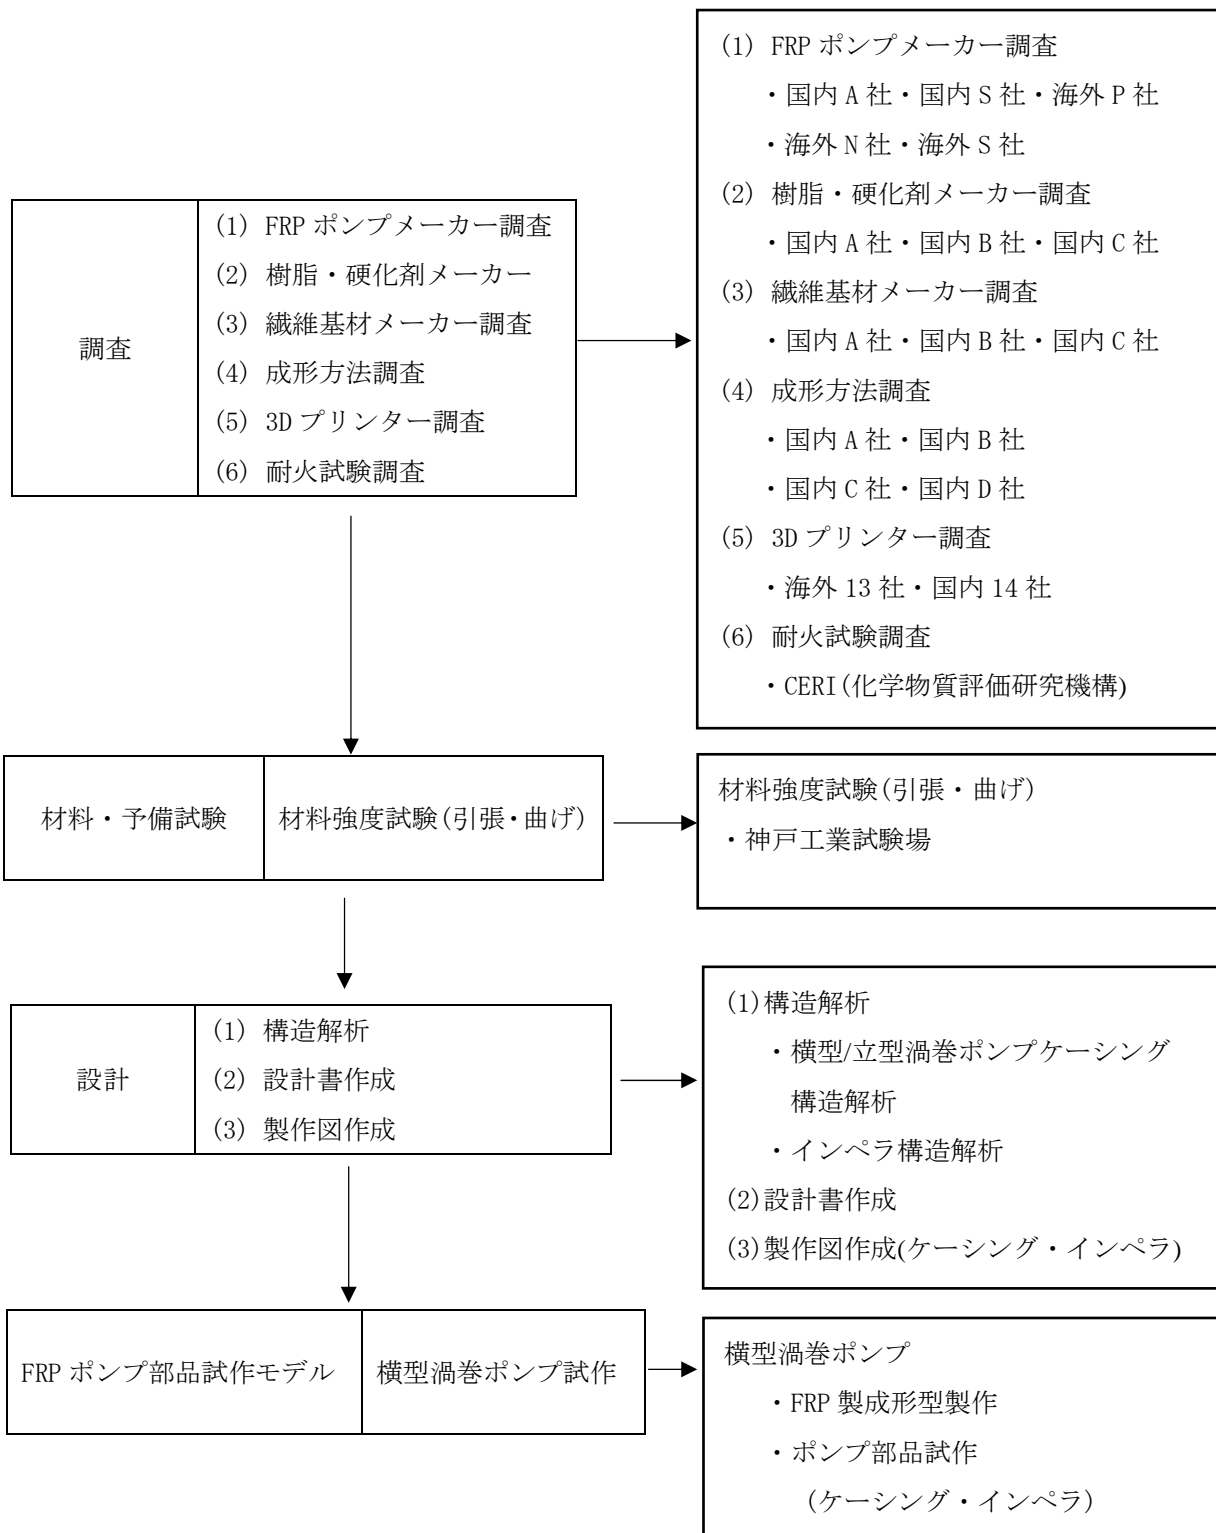 調査
(1) FRP ポンプメーカー調査
(2) 樹脂・硬化剤メーカー
(3) 繊維基材メーカー調査
(4) 成形方法調査
(5) 3D プリンター調査
(6) 耐火試験調査
(1) FRP ポンプメーカー調査
・国内 A 社・国内 S 社・海外 P 社
・海外 N 社・海外 S 社
(2) 樹脂・硬化剤メーカー調査
・国内 A 社・国内 B 社・国内 C 社
(3) 繊維基材メーカー調査
・国内 A 社・国内 B 社・国内 C 社
(4) 成形方法調査
・国内 A 社・国内 B 社
・国内 C 社・国内 D 社
(5) 3D プリンター調査
・海外 13 社・国内 14 社
(6) 耐火試験調査
・CERI(化学物質評価研究機構)
材料・予備試験
材料強度試験(引張・曲げ)
材料強度試験(引張・曲げ)
・神戸工業試験場
設計
(1) 構造解析
(2) 設計書作成
(3) 製作図作成
(1)構造解析
・横型/立型渦巻ポンプケーシング
構造解析
・インペラ構造解析
(2)設計書作成
(3)製作図作成(ケーシング・インペラ)
FRP ポンプ部品試作モデル
横型渦巻ポンプ試作
横型渦巻ポンプ
・FRP 製成形型製作
・ポンプ部品試作
(ケーシング・インペラ)